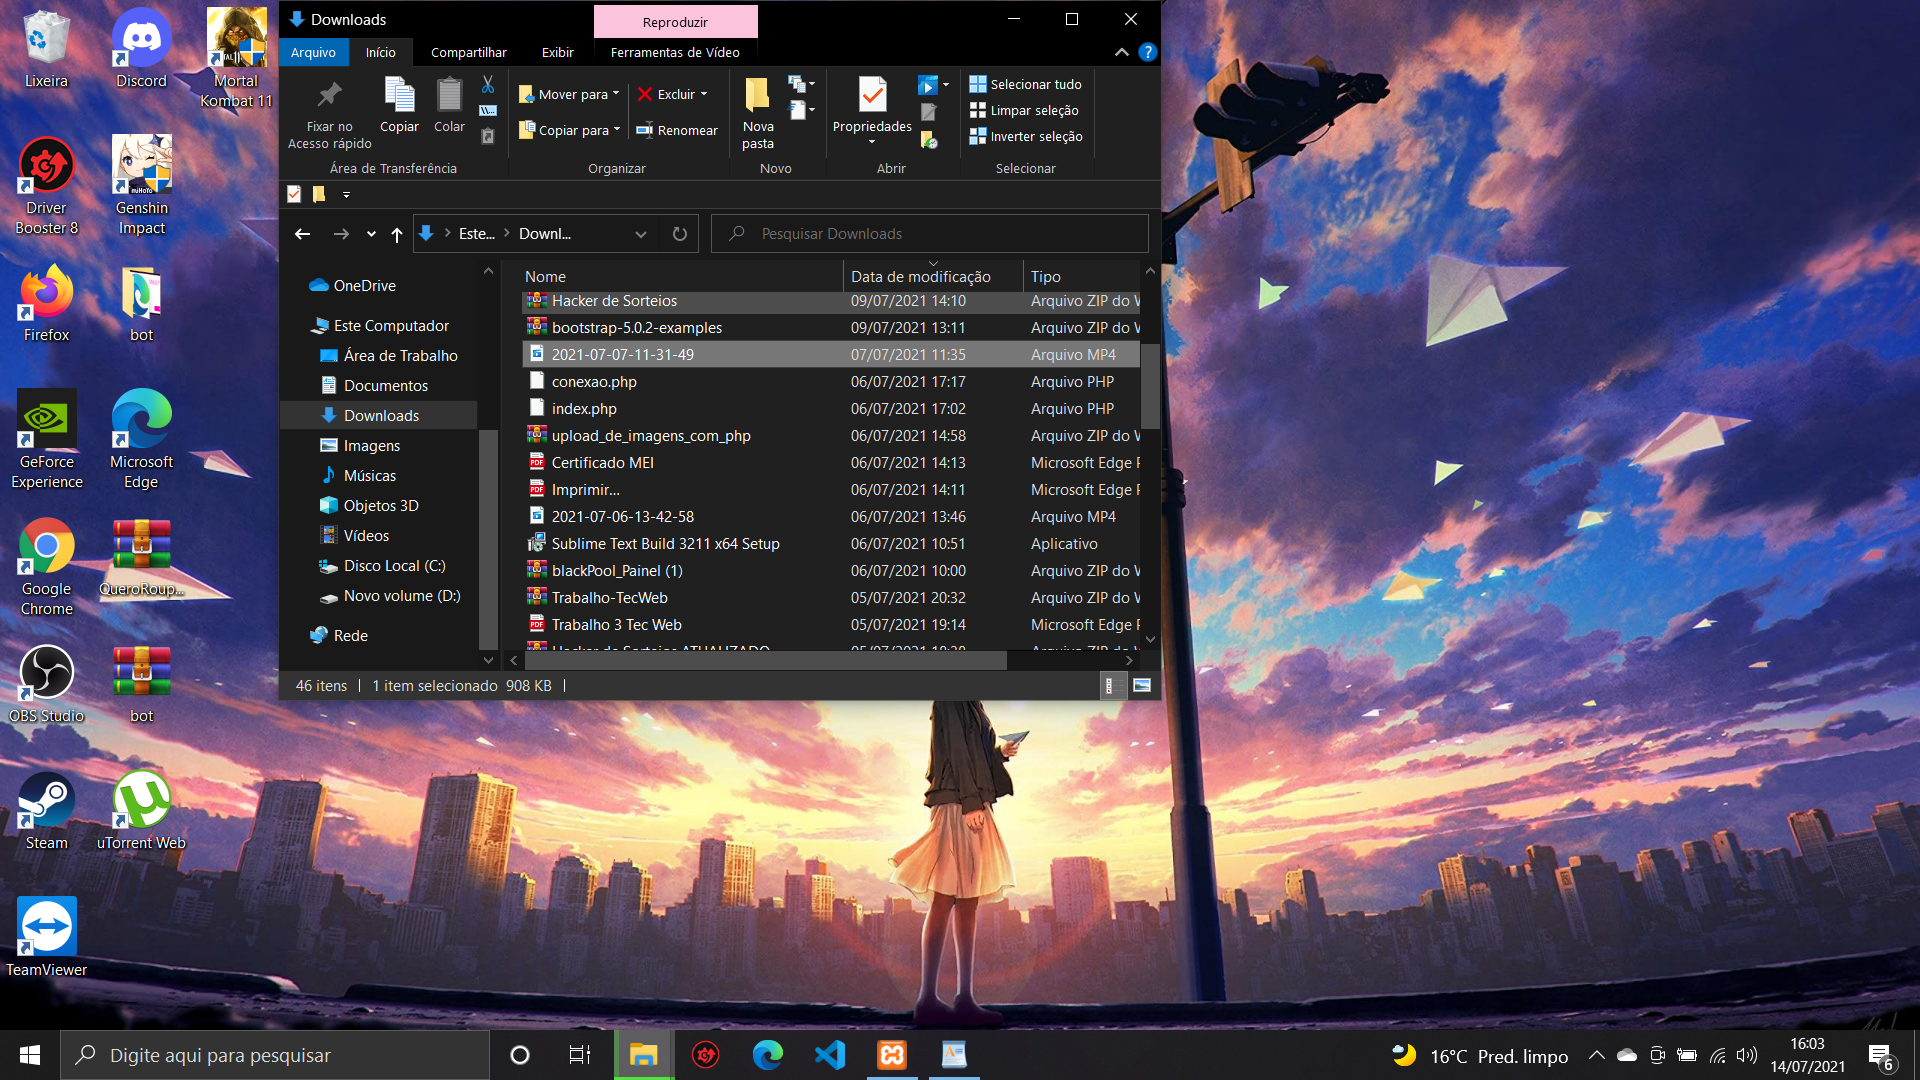 Lixeira
Discord
Mortal
Kombat 11
Driver
Booster 8
Genshin
Impact
Firefox
bot
GeForce
Experience
Microsoft
Edge
Google
Chrome
QueroRoup...
OBS Studio
bot
Steam
uTorrent Web
TeamViewer
Downloads
Reproduzir
Arquivo
Início
Compartilhar
Exibir
Ferramentas de Vídeo
Fixar no
Acesso rápido
Copiar
Colar
Mover para
Copiar para
Excluir
Renomear
Nova
pasta
Propriedades
Selecionar tudo
Limpar seleção
Inverter seleção
Área de Transferência
Organizar
Novo
Abrir
Selecionar
Este...
Downl...
Pesquisar Downloads
OneDrive
Este Computador
Área de Trabalho
Documentos
Downloads
Imagens
Músicas
Objetos 3D
Vídeos
Disco Local (C:)
Novo volume (D:)
Rede
Nome Data de modificação Tipo
Hacker de Sorteios 09/07/2021 14:10 Arquivo ZIP do W
bootstrap-5.0.2-examples 09/07/2021 13:11 Arquivo ZIP do W
2021-07-07-11-31-49 07/07/2021 11:35 Arquivo MP4
conexao.php 06/07/2021 17:17 Arquivo PHP
index.php 06/07/2021 17:02 Arquivo PHP
upload_de_imagens_com_php 06/07/2021 14:58 Arquivo ZIP do W
Certificado MEI 06/07/2021 14:13 Microsoft Edge P
Imprimir... 06/07/2021 14:11 Microsoft Edge P
2021-07-06-13-42-58 06/07/2021 13:46 Arquivo MP4
Sublime Text Build 3211 x64 Setup 06/07/2021 10:51 Aplicativo
blackPool_Painel (1) 06/07/2021 10:00 Arquivo ZIP do W
Trabalho-TecWeb 05/07/2021 20:32 Arquivo ZIP do W
Trabalho 3 Tec Web 05/07/2021 19:14 Microsoft Edge P
Hacker de Sorteios ATUALIZADO
46 itens
1 item selecionado 908 KB
Digite aqui para pesquisar
16°C Pred. limpo
16:03
14/07/2021
6